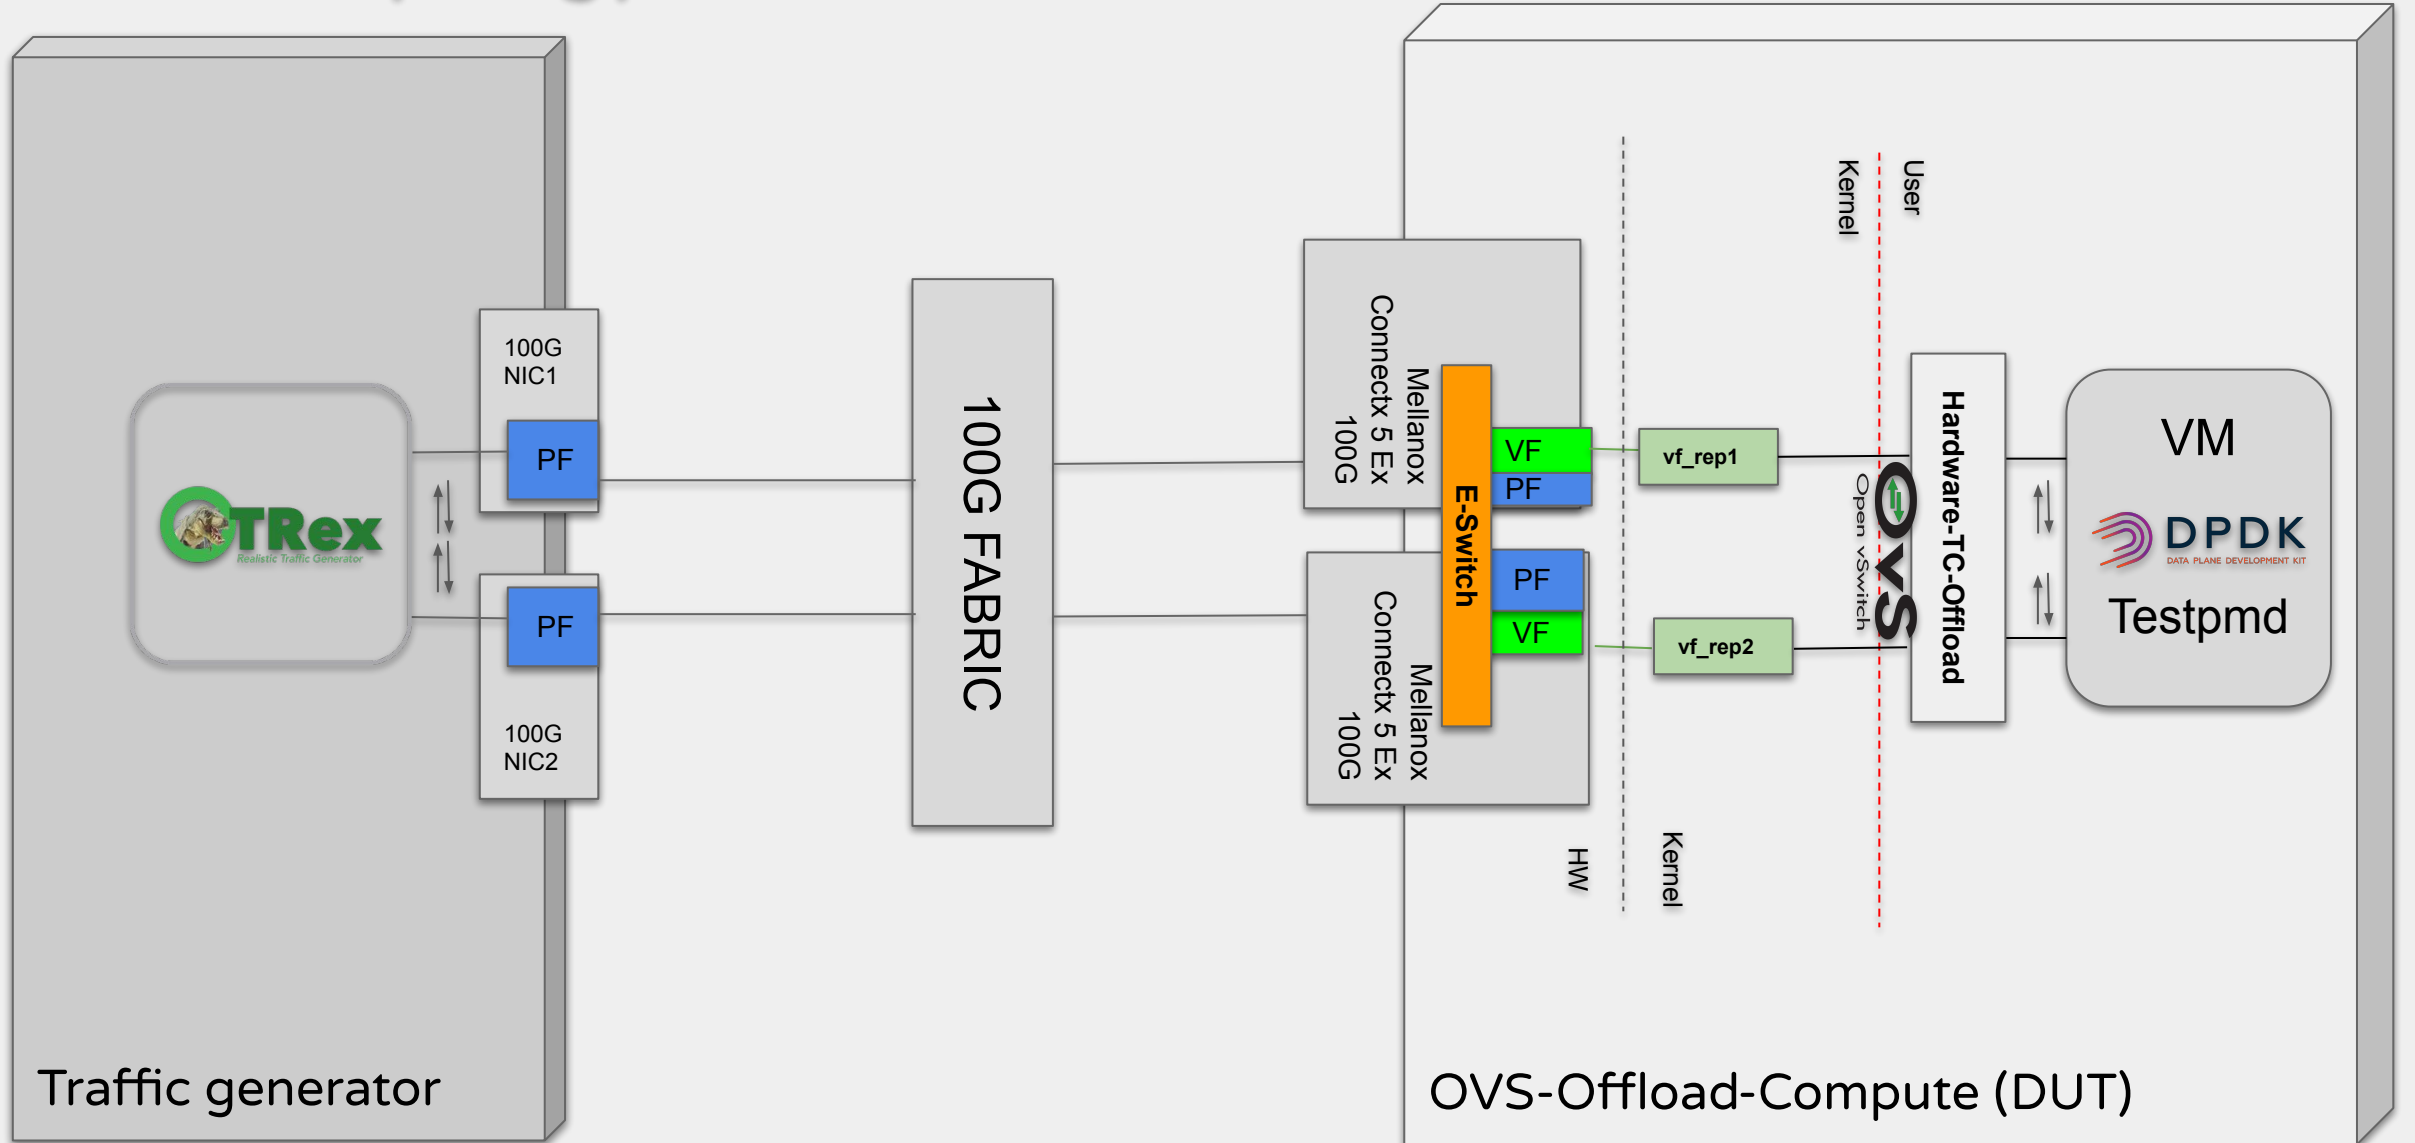 100G
NIC1
PF
TRex
Realistic Traffic Generator
PF
100G
NIC2
Traffic generator
100G FABRIC
Mellanox
Connectx 5 Ex
100G
E-Switch
VF
PF
PF
VF
Mellanox
Connectx 5 Ex
100G
HW
Kernel
vf_rep1
vf_rep2
User
Kernel
OVS
Open vSwitch
Hardware-TC-Offload
VM
DPDK
DATA PLANE DEVELOPMENT KIT
Testpmd
OVS-Offload-Compute (DUT)